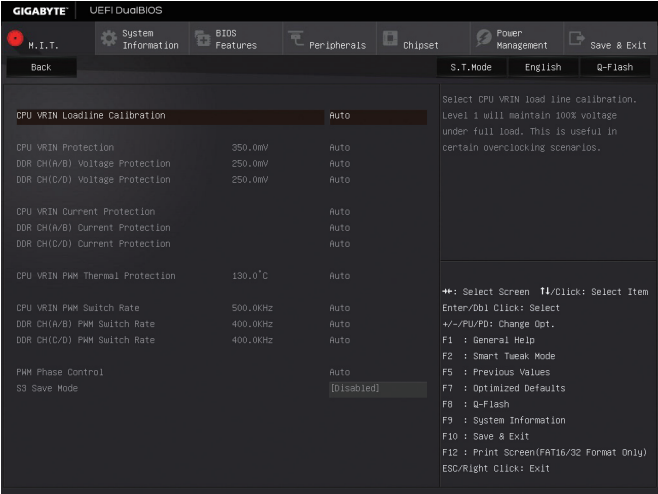 GIGABYTE™ UEFI DualBIOS
M.I.T.
System Information
BIOS Features
Peripherals
Chipset
Power Management
Save & Exit
Back
S.T.Mode English Q-Flash
CPU VRIN Loadline Calibration Auto
CPU VRIN Protection 350.0mV Auto
DDR CH(A/B) Voltage Protection 250.0mV Auto
DDR CH(C/D) Voltage Protection 250.0mV Auto
CPU VRIN Current Protection Auto
DDR CH(A/B) Current Protection Auto
DDR CH(C/D) Current Protection Auto
CPU VRIN PWM Thermal Protection 130.0°C Auto
CPU VRIN PWM Switch Rate 500.0KHz Auto
DDR CH(A/B) PWM Switch Rate 400.0KHz Auto
DDR CH(C/D) PWM Switch Rate 400.0KHz Auto
PWM Phase Control Auto
S3 Save Mode [Disabled]
Select CPU VRIN load line calibration.
Level 1 will maintain 100% voltage
under full load. This is useful in
certain overclocking scenarios.
→←: Select Screen ↑↓/Click: Select Item
Enter/Dbl Click: Select
+/-/PU/PD: Change Opt.
F1 : General Help
F2 : Smart Tweak Mode
F5 : Previous Values
F7 : Optimized Defaults
F8 : Q-Flash
F9 : System Information
F10 : Save & Exit
F12 : Print Screen(FAT16/32 Format Only)
ESC/Right Click: Exit